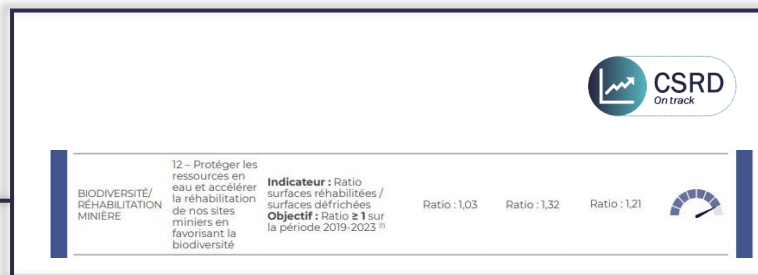 CSRD
On track
BIODIVERSITÉ/
RÉHABILITATION
MINIÈRE
12 – Protéger les
ressources en
eau et accélérer
la réhabilitation
de nos sites
miniers en
favorisant la
biodiversité
Indicateur : Ratio
surfaces réhabilitées /
surfaces défrichées
Objectif : Ratio ≥ 1 sur
la période 2019-2023 (1)
Ratio : 1,03
Ratio : 1,32
Ratio : 1,21